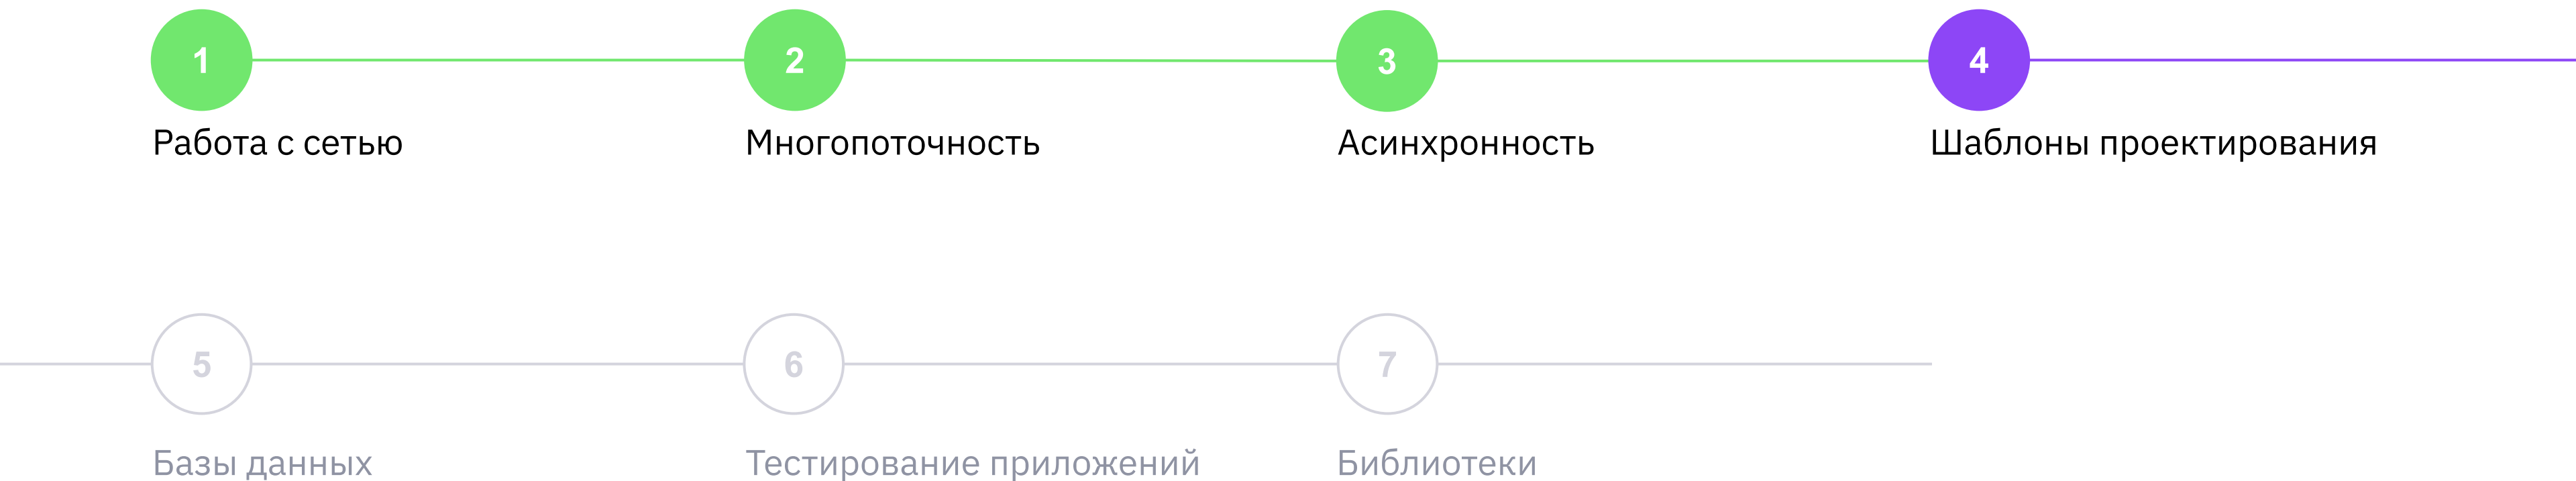 1 2 3 4
Работа с сетью Многопоточность Асинхронность Шаблоны проектирования
5 6 7
Базы данных Тестирование приложений Библиотеки